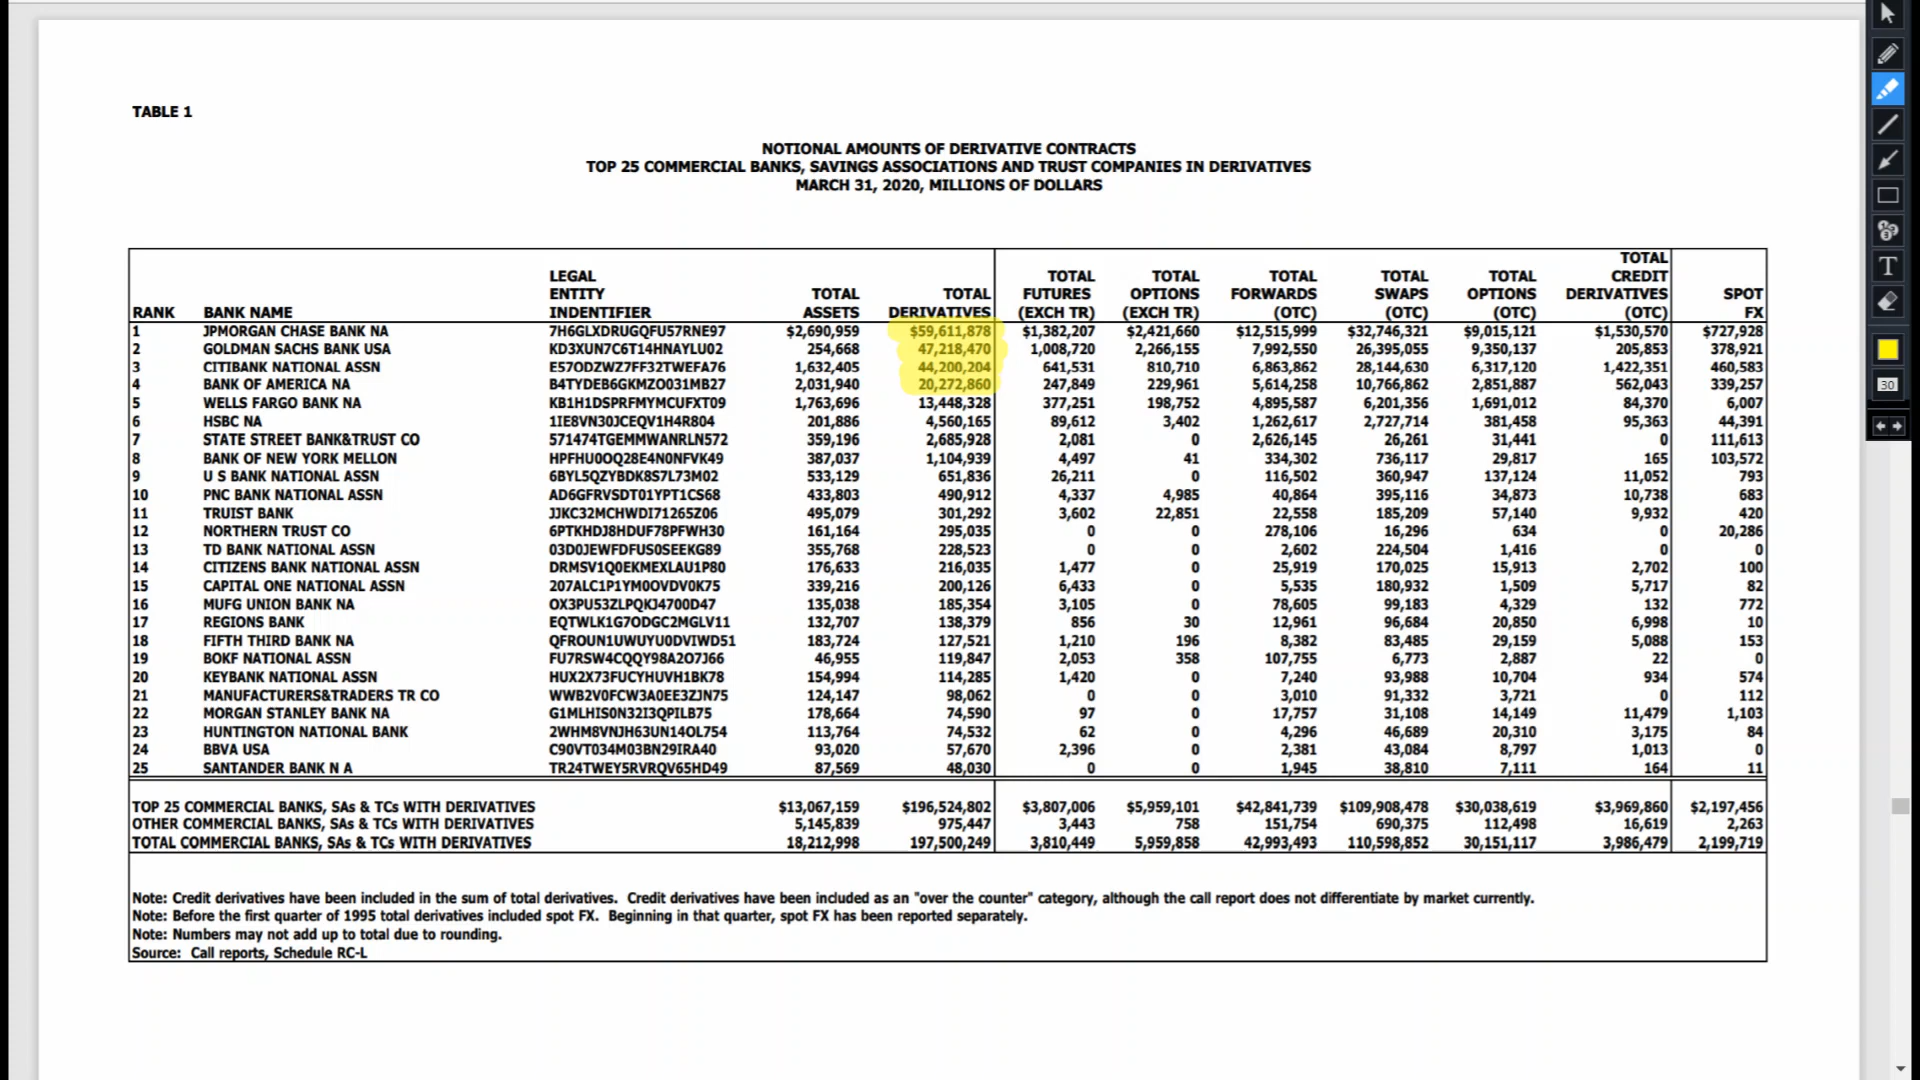 TABLE 1
NOTIONAL AMOUNTS OF DERIVATIVE CONTRACTS
TOP 25 COMMERCIAL BANKS, SAVINGS ASSOCIATIONS AND TRUST COMPANIES IN DERIVATIVES
MARCH 31, 2020, MILLIONS OF DOLLARS
TOTAL
LEGAL TOTAL TOTAL TOTAL TOTAL TOTAL CREDIT
ENTITY TOTAL TOTAL FUTURES OPTIONS FORWARDS SWAPS OPTIONS DERIVATIVES SPOT
RANK BANK NAME INDENTIFIER ASSETS DERIVATIVES (EXCH TR) (EXCH TR) (OTC) (OTC) (OTC) (OTC) FX
1 JPMORGAN CHASE BANK NA 7H6GLXDRUGQFU57RNE97 $2,690,959 $59,611,878 $1,382,207 $2,421,660 $12,515,999 $32,746,321 $9,015,121 $1,530,570 $727,928
2 GOLDMAN SACHS BANK USA KD3XUN7C6T14HNAYLU02 254,668 47,218,470 1,008,720 2,266,155 7,992,550 26,395,055 9,350,137 205,853 378,921
3 CITIBANK NATIONAL ASSN E57ODZWZ7FF32TWEFA76 1,632,405 44,200,204 641,531 810,710 6,863,862 28,144,630 6,317,120 1,422,351 460,583
4 BANK OF AMERICA NA B4TYDEB6GKMZO031MB27 2,031,940 20,272,860 247,849 229,961 5,614,258 10,766,862 2,851,887 562,043 339,257
5 WELLS FARGO BANK NA KB1H1DSPRFMYMCUFXT09 1,763,696 13,448,328 377,251 198,752 4,895,587 6,201,356 1,691,012 84,370 6,007
6 HSBC NA 1IE8VN30JCEQV1H4R804 201,886 4,560,165 89,612 3,402 1,262,617 2,727,714 381,458 95,363 44,391
7 STATE STREET BANK&TRUST CO 571474TGEMMWANRLN572 359,196 2,685,928 2,081 0 2,626,145 26,261 31,441 0 111,613
8 BANK OF NEW YORK MELLON HPFHU0OQ28E4N0NFVK49 387,037 1,104,939 4,497 41 334,302 736,117 29,817 165 103,572
9 U S BANK NATIONAL ASSN 6BYL5QZYBDK8S7L73M02 533,129 651,836 26,211 0 116,502 360,947 137,124 11,052 793
10 PNC BANK NATIONAL ASSN AD6GFRVSDT01YPT1CS68 433,803 490,912 4,337 4,985 40,864 395,116 34,873 10,738 683
11 TRUIST BANK JJKC32MCHWDI71265Z06 495,079 301,292 3,602 22,851 22,558 185,209 57,140 9,932 420
12 NORTHERN TRUST CO 6PTKHDJ8HDUF78PFWH30 161,164 295,035 0 0 278,106 16,296 634 0 20,286
13 TD BANK NATIONAL ASSN 03D0JEWFDFUS0SEEKG89 355,768 228,523 0 0 2,602 224,504 1,416 0 0
14 CITIZENS BANK NATIONAL ASSN DRMSV1Q0EKMEXLAU1P80 176,633 216,035 1,477 0 25,919 170,025 15,913 2,702 100
15 CAPITAL ONE NATIONAL ASSN 207ALC1P1YM0OVDV0K75 339,216 200,126 6,433 0 5,535 180,932 1,509 5,717 82
16 MUFG UNION BANK NA OX3PU53ZLPQKJ4700D47 135,038 185,354 3,105 0 78,605 99,183 4,329 132 772
17 REGIONS BANK EQTWLK1G7ODGC2MGLV11 132,707 138,379 856 30 12,961 96,684 20,850 6,998 10
18 FIFTH THIRD BANK NA QFROUN1UWUYU0DVIWD51 183,724 127,521 1,210 196 8,382 83,485 29,159 5,088 153
19 BOKF NATIONAL ASSN FU7RSW4CQQY98A2O7J66 46,955 119,847 2,053 358 107,755 6,773 2,887 22 0
20 KEYBANK NATIONAL ASSN HUX2X73FUCYHUVH1BK78 154,994 114,285 1,420 0 7,240 93,988 10,704 934 574
21 MANUFACTURERS&TRADERS TR CO WWB2V0FCW3A0EE3ZJN75 124,147 98,062 0 0 3,010 91,332 3,721 0 112
22 MORGAN STANLEY BANK NA G1MLHIS0N32I3QPILB75 178,664 74,590 97 0 17,757 31,108 14,149 11,479 1,103
23 HUNTINGTON NATIONAL BANK 2WHM8VNJH63UN14OL754 113,764 74,532 62 0 4,296 46,689 20,310 3,175 84
24 BBVA USA C90VT034M03BN29IRA40 93,020 57,670 2,396 0 2,381 43,084 8,797 1,013 0
25 SANTANDER BANK N A TR24TWEY5RVRQV65HD49 87,569 48,030 0 0 1,945 38,810 7,111 164 11
TOP 25 COMMERCIAL BANKS, SAs & TCs WITH DERIVATIVES $13,067,159 $196,524,802 $3,807,006 $5,959,101 $42,841,739 $109,908,478 $30,038,619 $3,969,860 $2,197,456
OTHER COMMERCIAL BANKS, SAs & TCs WITH DERIVATIVES 5,145,839 975,447 3,443 758 151,754 690,375 112,498 16,619 2,263
TOTAL COMMERCIAL BANKS, SAs & TCs WITH DERIVATIVES 18,212,998 197,500,249 3,810,449 5,959,858 42,993,493 110,598,852 30,151,117 3,986,479 2,199,719
Note: Credit derivatives have been included in the sum of total derivatives. Credit derivatives have been included as an "over the counter" category, although the call report does not differentiate by market currently.
Note: Before the first quarter of 1995 total derivatives included spot FX. Beginning in that quarter, spot FX has been reported separately.
Note: Numbers may not add up to total due to rounding.
Source: Call reports, Schedule RC-L
T
30